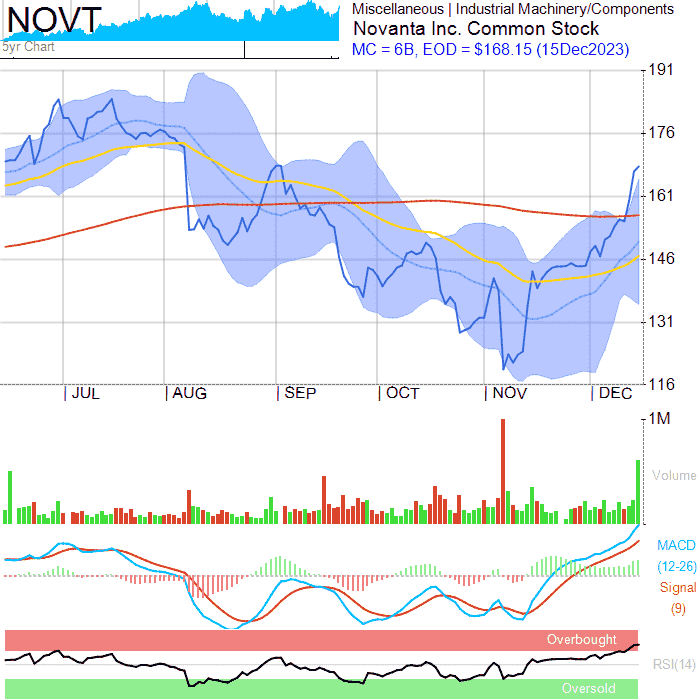 NOVT
5yr Chart
Miscellaneous | Industrial Machinery/Components
Novanta Inc. Common Stock
MC = 6B, EOD = $168.15 (15Dec2023)
191
176
161
146
131
116
JUL
AUG
SEP
OCT
NOV
DEC
1M
Volume
MACD
(12-26)
Signal
(9)
Overbought
RSI(14)
Oversold